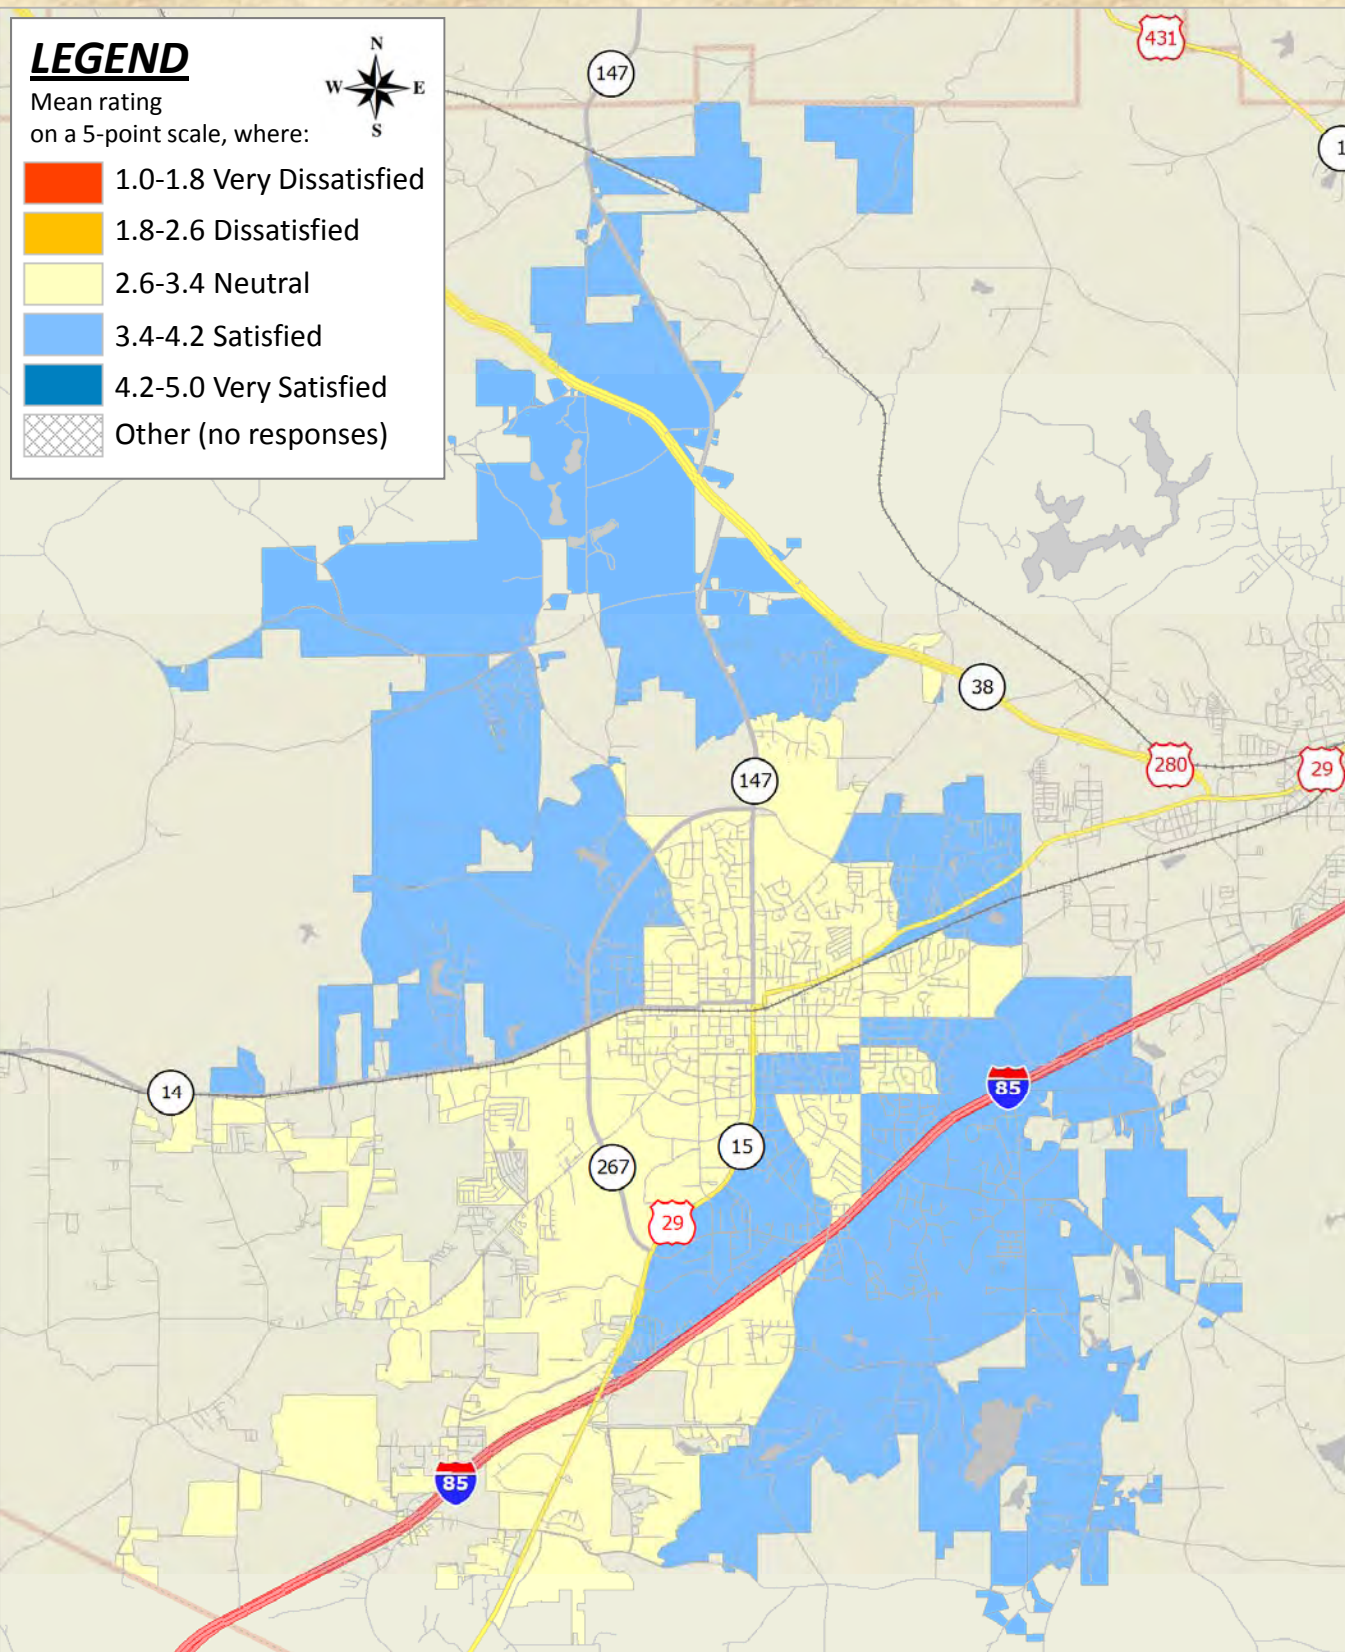 LEGEND
N
W E
S
Mean rating
on a 5-point scale, where:
1.0-1.8 Very Dissatisfied
1.8-2.6 Dissatisfied
2.6-3.4 Neutral
3.4-4.2 Satisfied
4.2-5.0 Very Satisfied
Other (no responses)
431
147
1
38
280
29
147
85
14
15
267
29
85